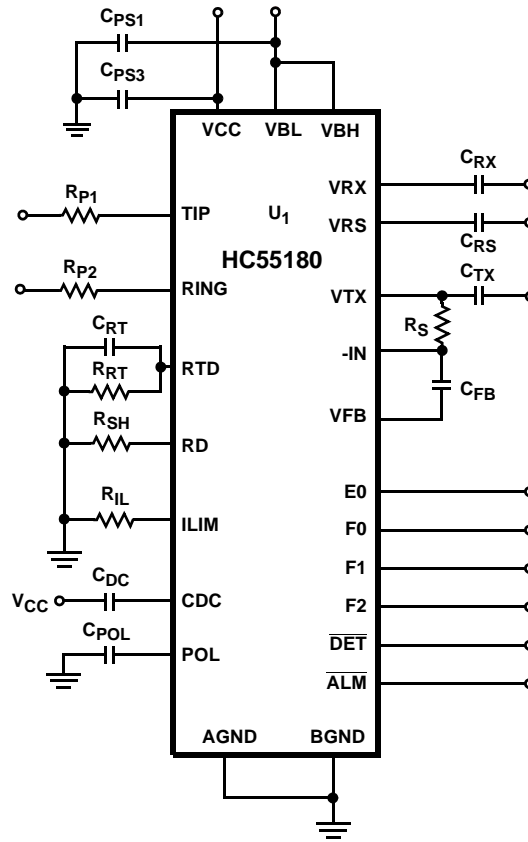 CPS1
CPS3
VCC VBL VBH
CRX
VRX
RP1
TIP
U1
VRS
CRS
HC55180
RP2
RING
CTX
VTX
RS
CRT
-IN
RRT
RTD
CFB
RSH
VFB
RD
RIL
E0
ILIM
F0
CDC
F1
VCC
CDC
F2
CPOL
DET
POL
ALM
AGND BGND